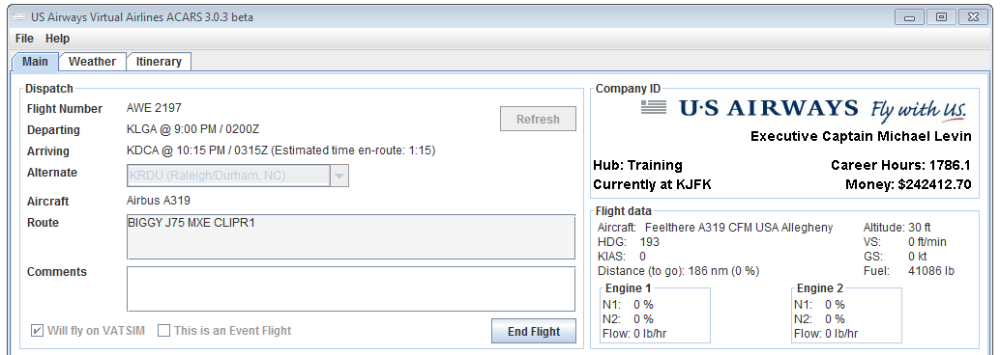 US Airways Virtual Airlines ACARS 3.0.3 beta
File Help
Main Weather Itinerary
Dispatch
Flight Number AWE 2197
Refresh
Departing KLGA @ 9:00 PM / 0200Z
Arriving KDCA @ 10:15 PM / 0315Z (Estimated time en-route: 1:15)
Alternate KRDU (Raleigh/Durham, NC)
Aircraft Airbus A319
Route BIGGY J75 MXE CLIPR1
Comments
Will fly on VATSIM This is an Event Flight End Flight
Company ID
U·S AIRWAYS Fly with US.
Executive Captain Michael Levin
Hub: Training Career Hours: 1786.1
Currently at KJFK Money: $242412.70
Flight data
Aircraft: Feelthere A319 CFM USA Allegheny Altitude: 30 ft
HDG: 193 VS: 0 ft/min
KIAS: 0 GS: 0 kt
Distance (to go): 186 nm (0 %) Fuel: 41086 lb
Engine 1 Engine 2
N1: 0 % N1: 0 %
N2: 0 % N2: 0 %
Flow: 0 lb/hr Flow: 0 lb/hr